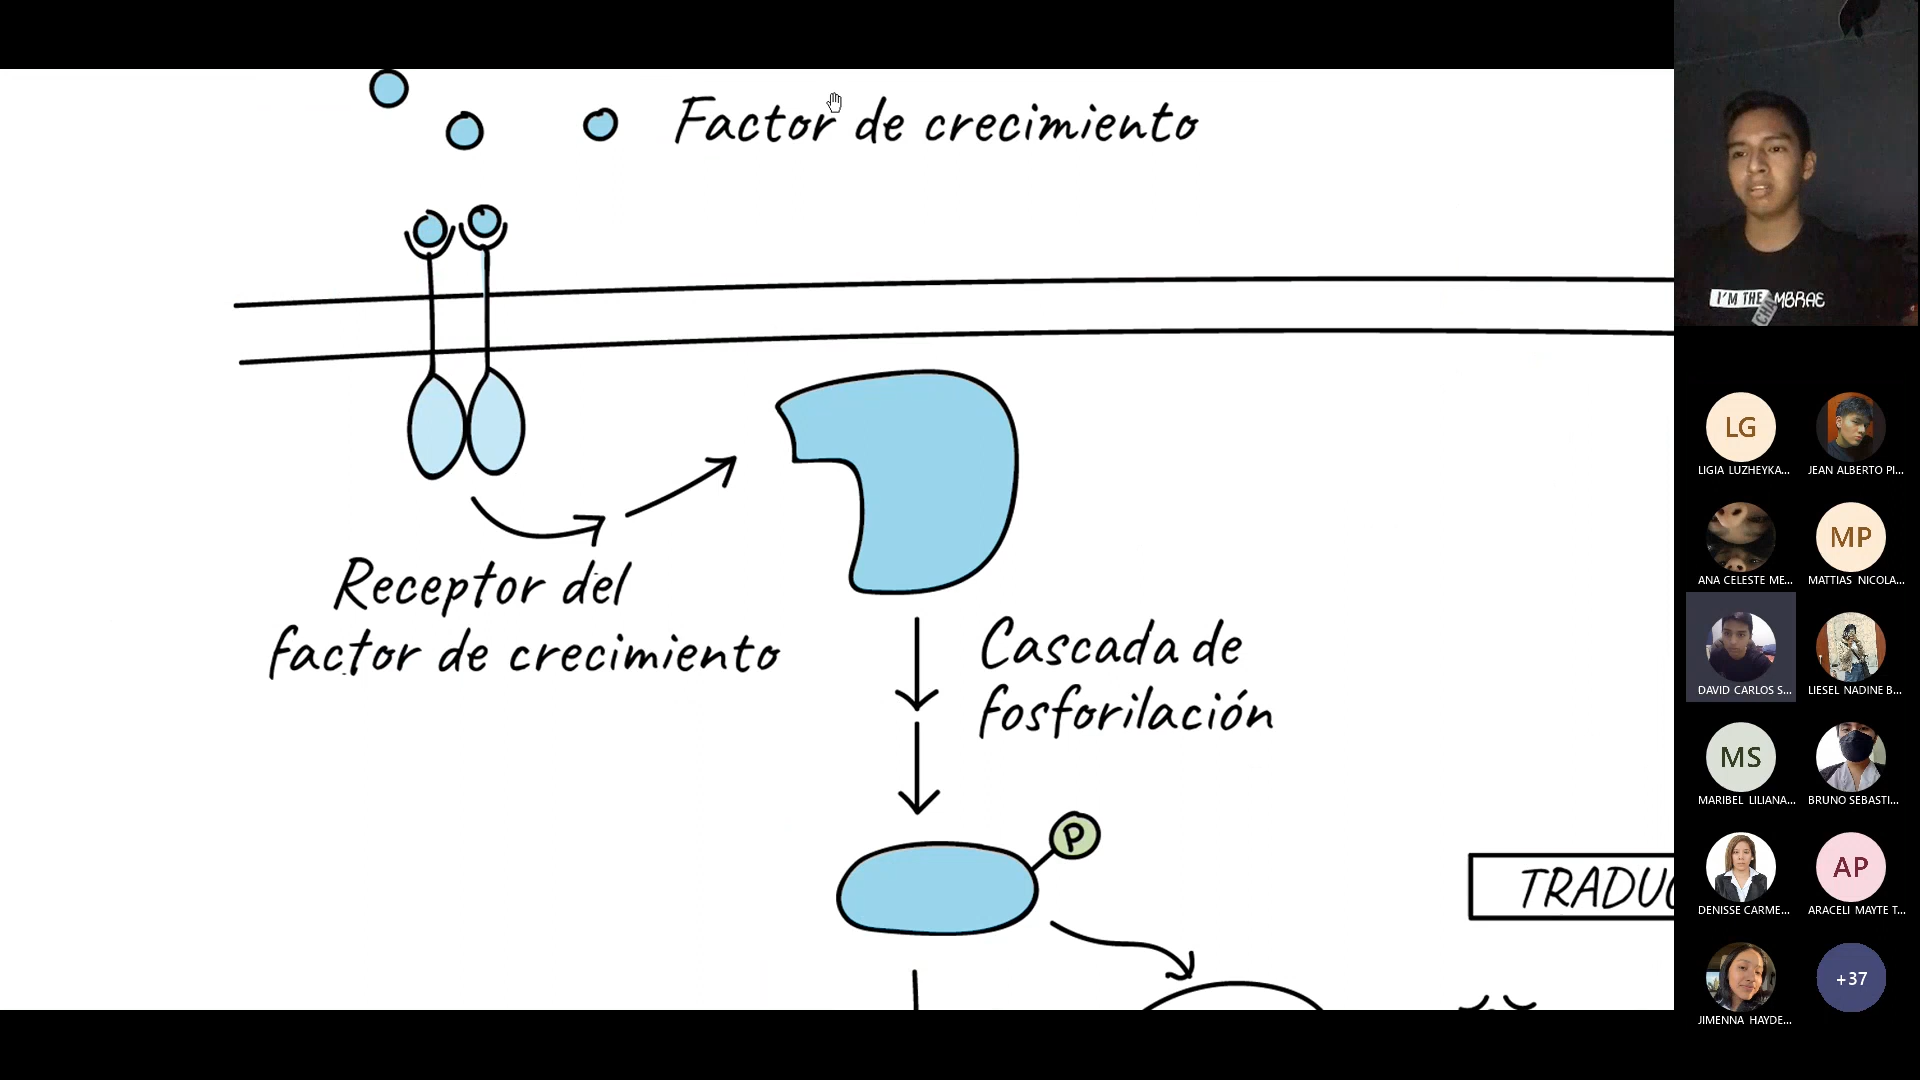 Factor de crecimiento
Receptor del
factor de crecimiento
Cascada de
fosforilación
P
I'M THE
LG
LIGIA LUZHEYKA...
JEAN ALBERTO PI...
ANA CELESTE ME...
MP
MATTIAS NICOLA...
DAVID CARLOS S...
LIESEL NADINE B...
MS
MARIBEL LILIANA...
BRUNO SEBASTI...
DENISSE CARME...
AP
ARACELI MAYTE T...
JIMENNA HAYDE...
+37